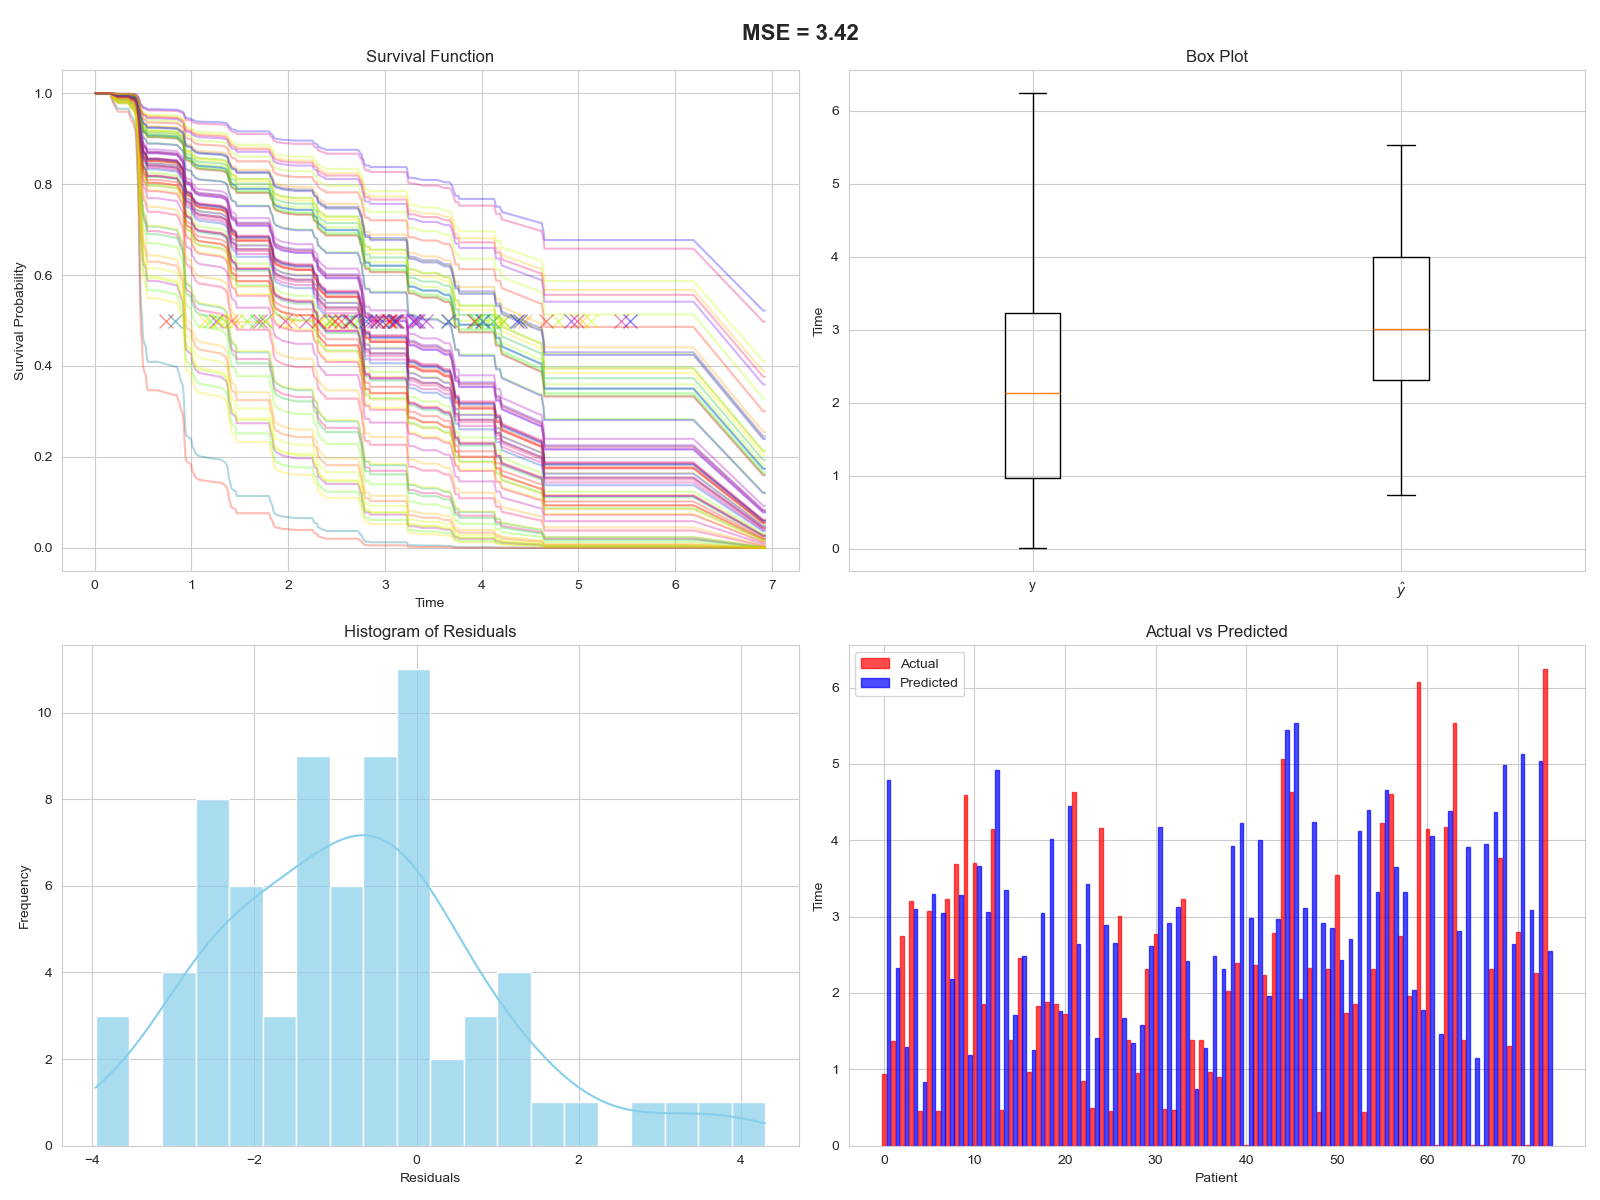 MSE = 3.42
Survival Function
1.0
0.8
0.6
0.4
0.2
0.0
Survival Probability
0 1 2 3 4 5 6 7
Time
Box Plot
6
5
4
3
2
1
0
Time
y ŷ
Histogram of Residuals
10
8
6
4
2
0
Frequency
−4 −2 0 2 4
Residuals
Actual vs Predicted
Actual
Predicted
6
5
4
3
2
1
0
Time
0 10 20 30 40 50 60 70
Patient